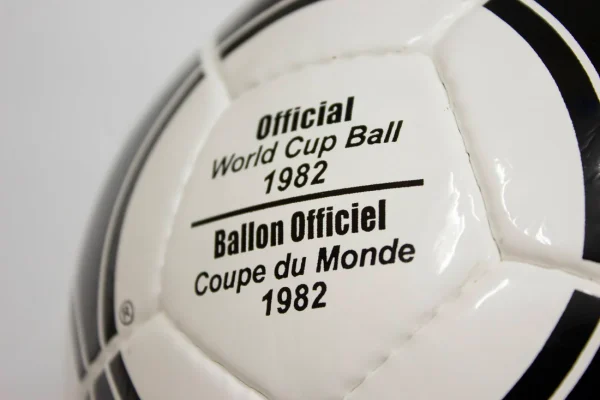 Official
World Cup Ball
1982
Ballon Officiel
Coupe du Monde
1982
®